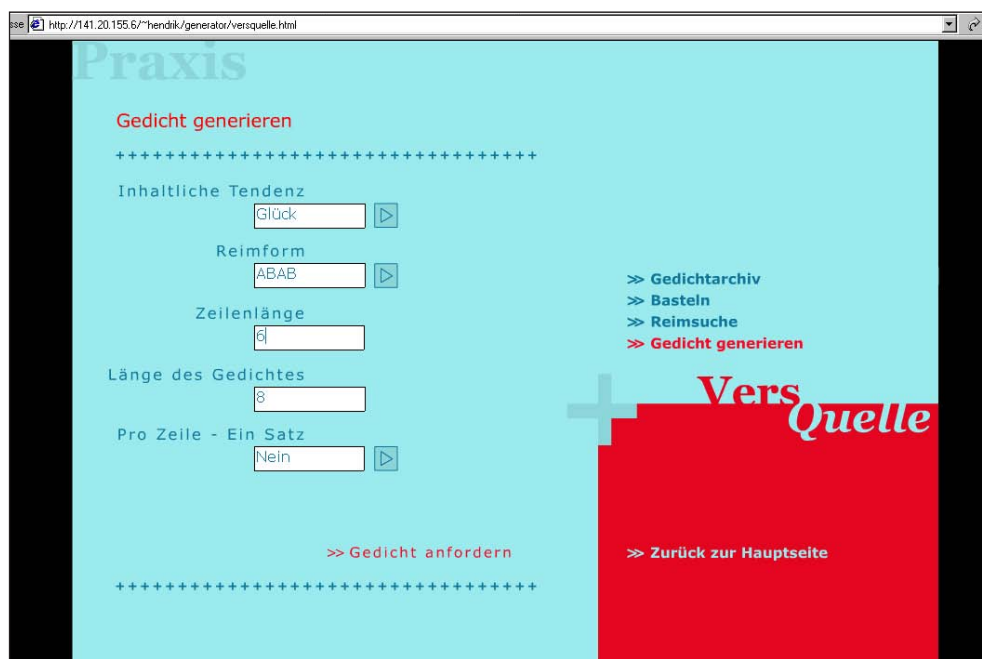 sse http://141.20.155.6/~hendrik/generator/versquelle.html
Praxis
Gedicht generieren
++++++++++++++++++++++++++++++++++
Inhaltliche Tendenz
Glück
Reimform
ABAB
Zeilenlänge
6
Länge des Gedichtes
8
Pro Zeile - Ein Satz
Nein
>> Gedicht anfordern
++++++++++++++++++++++++++++++++++
>> Gedichtarchiv
>> Basteln
>> Reimsuche
>> Gedicht generieren
+ Vers
Quelle
>> Zurück zur Hauptseite